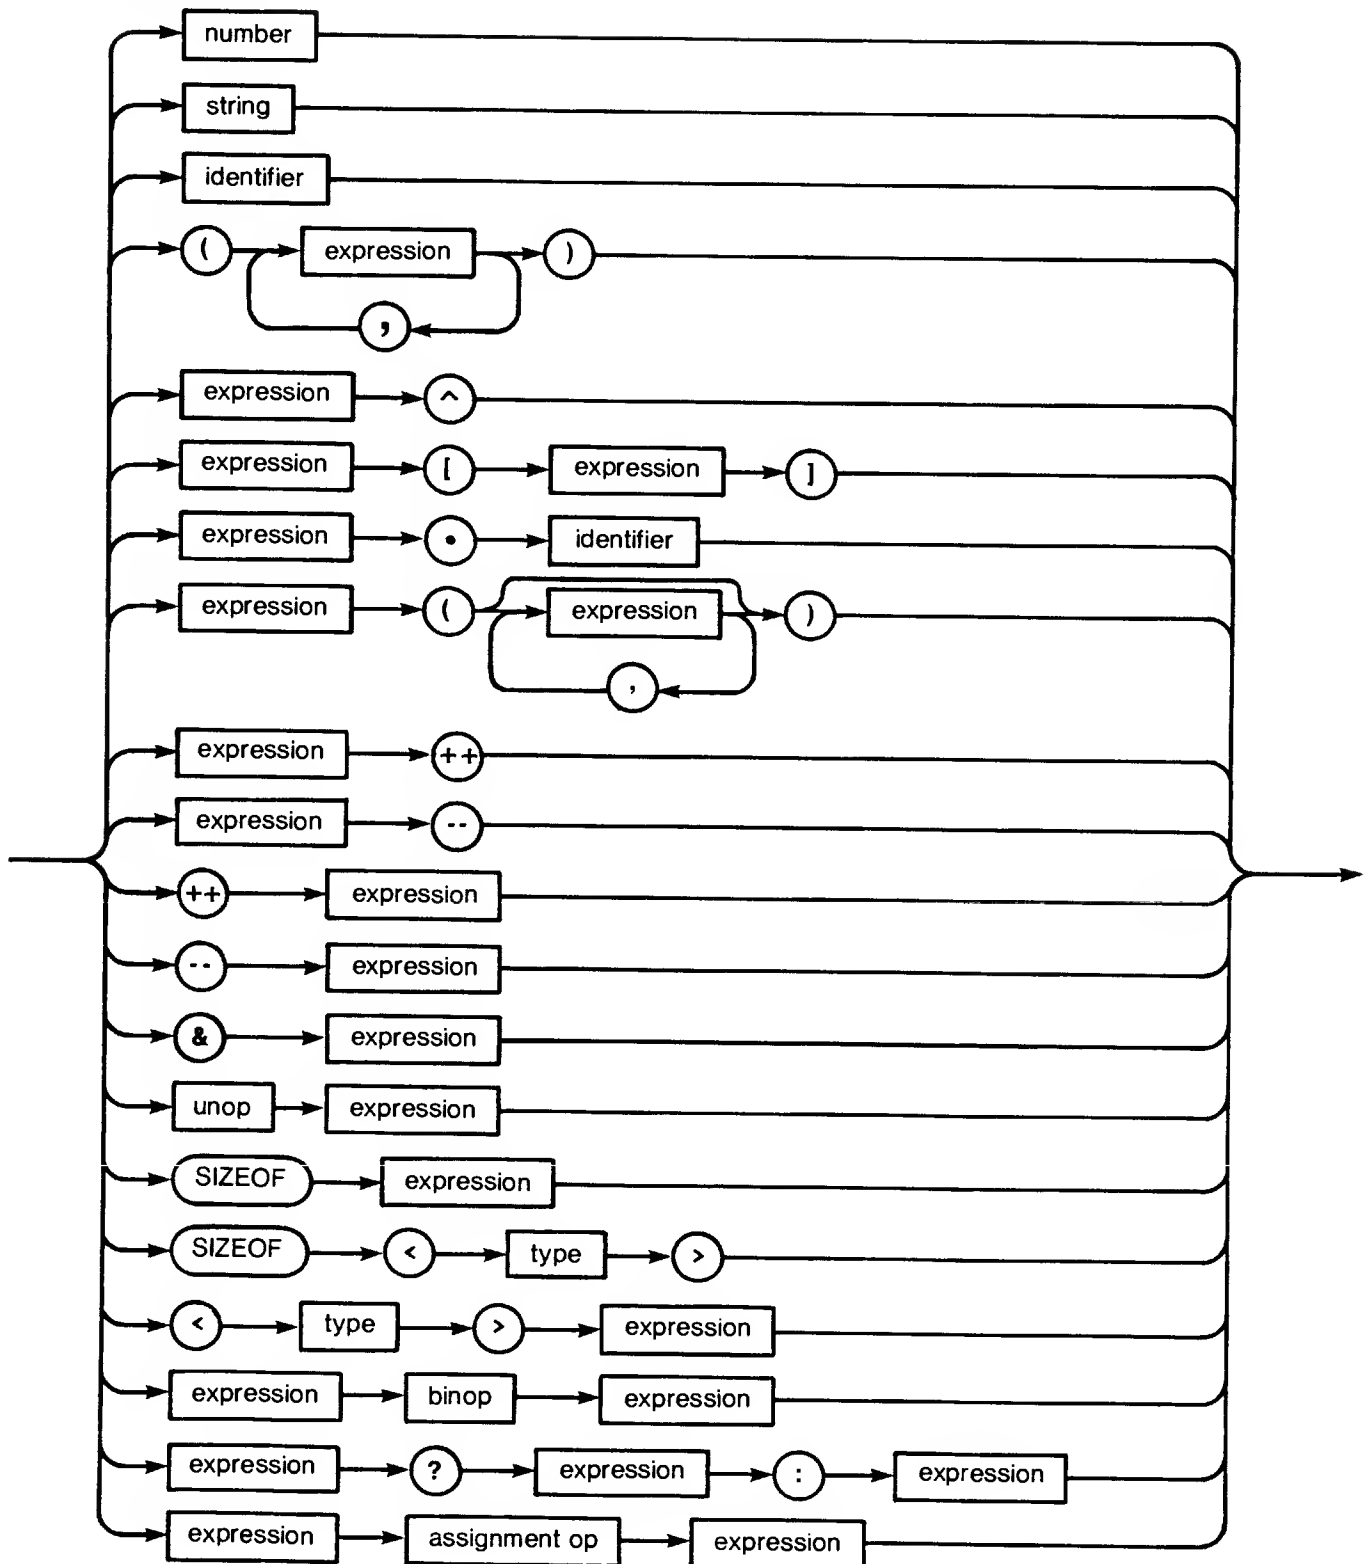 number
string
identifier
( expression )
,
expression ^
expression [ expression ]
expression • identifier
expression ( expression )
,
expression ++
expression --
++ expression
-- expression
& expression
unop expression
SIZEOF expression
SIZEOF < type >
< type > expression
expression binop expression
expression ? expression : expression
expression assignment op expression